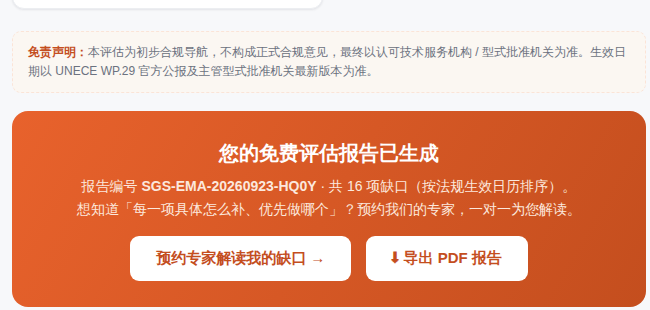 免责声明：本评估为初步合规导航，不构成正式合规意见，最终以认可技术服务机构 / 型式批准机关为准。生效日
期以 UNECE WP.29 官方公报及主管型式批准机关最新版本为准。
您的免费评估报告已生成
报告编号 SGS-EMA-20260923-HQ0Y · 共 16 项缺口（按法规生效日历排序）。
想知道「每一项具体怎么补、优先做哪个」？预约我们的专家，一对一为您解读。
预约专家解读我的缺口 →
⬇ 导出 PDF 报告